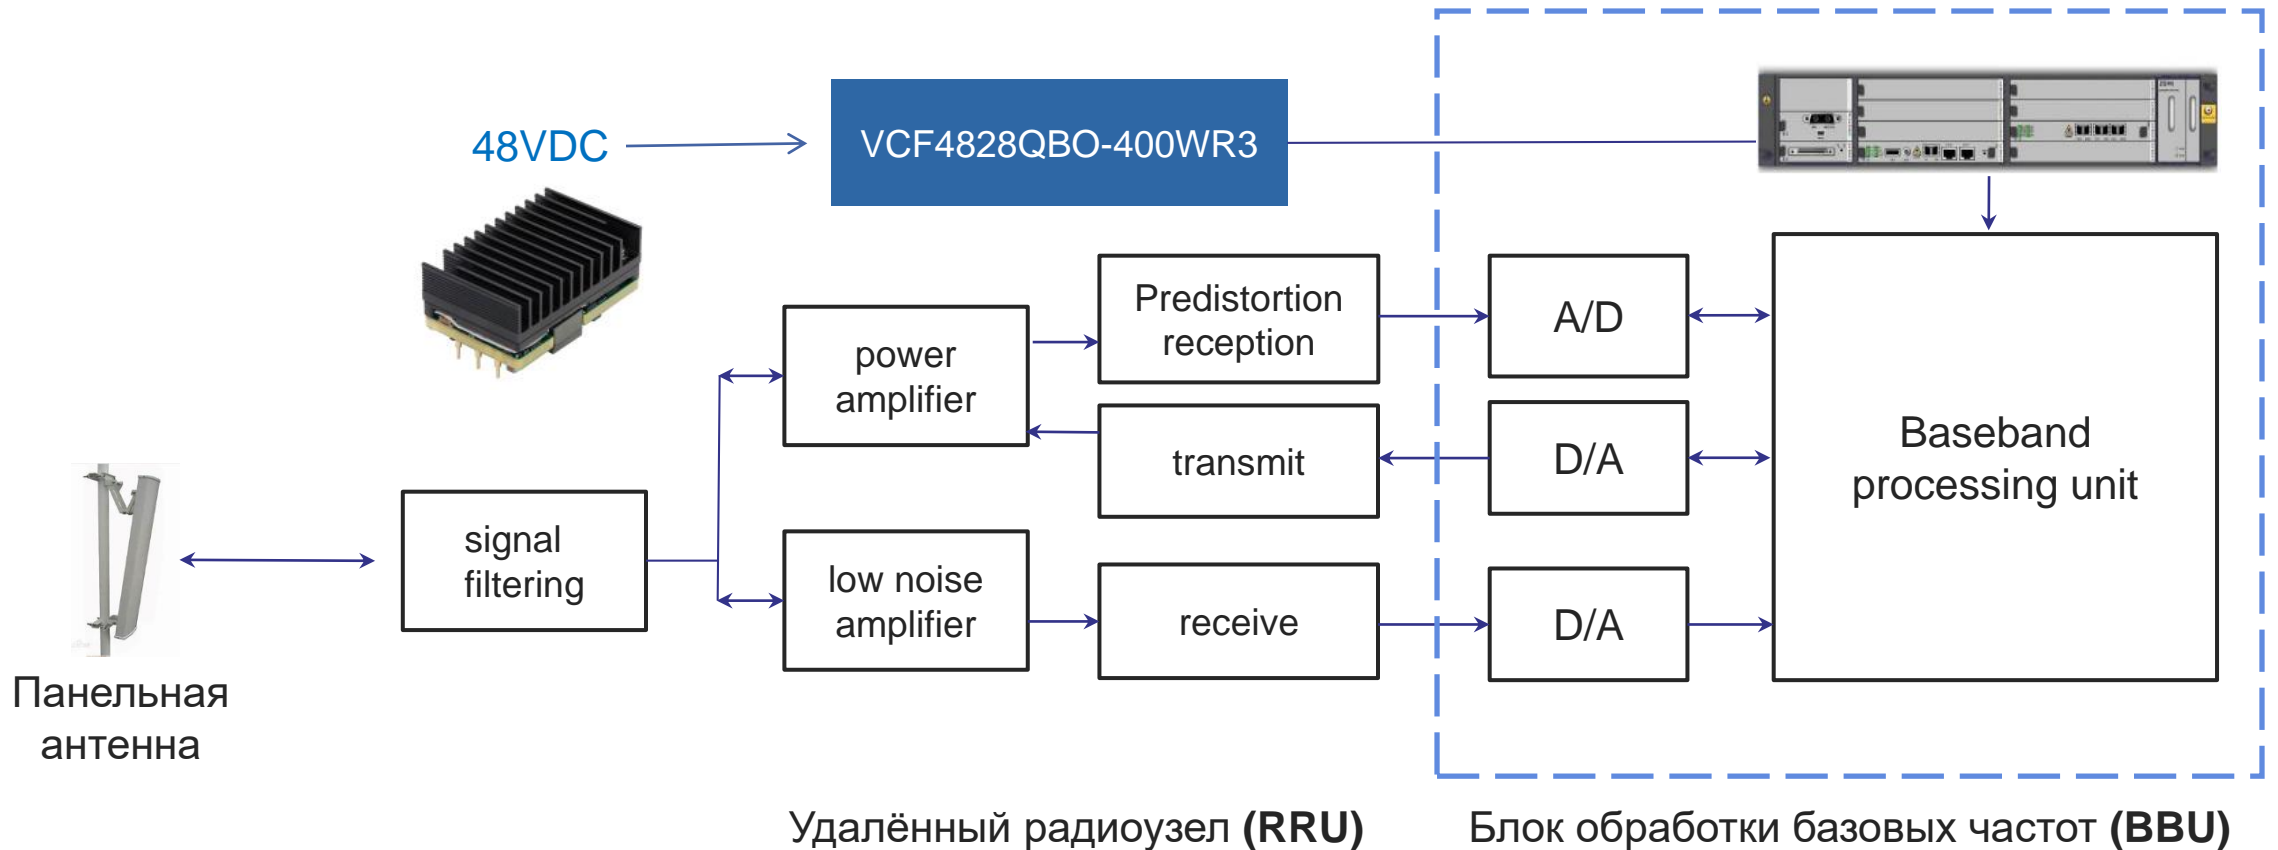 48VDC
VCF4828QBO-400WR3
Predistortion
reception
A/D
power
amplifier
transmit
D/A
Baseband
processing unit
signal
filtering
low noise
amplifier
receive
D/A
Панельная
антенна
Удалённый радиоузел (RRU)
Блок обработки базовых частот (BBU)